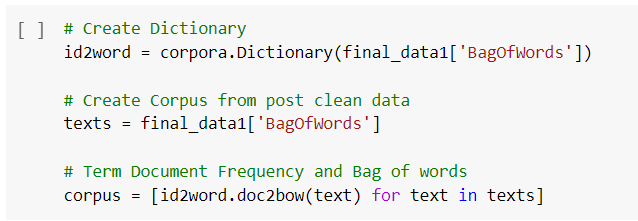 [ ] # Create Dictionary
id2word = corpora.Dictionary(final_data1['BagOfWords'])
# Create Corpus from post clean data
texts = final_data1['BagOfWords']
# Term Document Frequency and Bag of words
corpus = [id2word.doc2bow(text) for text in texts]